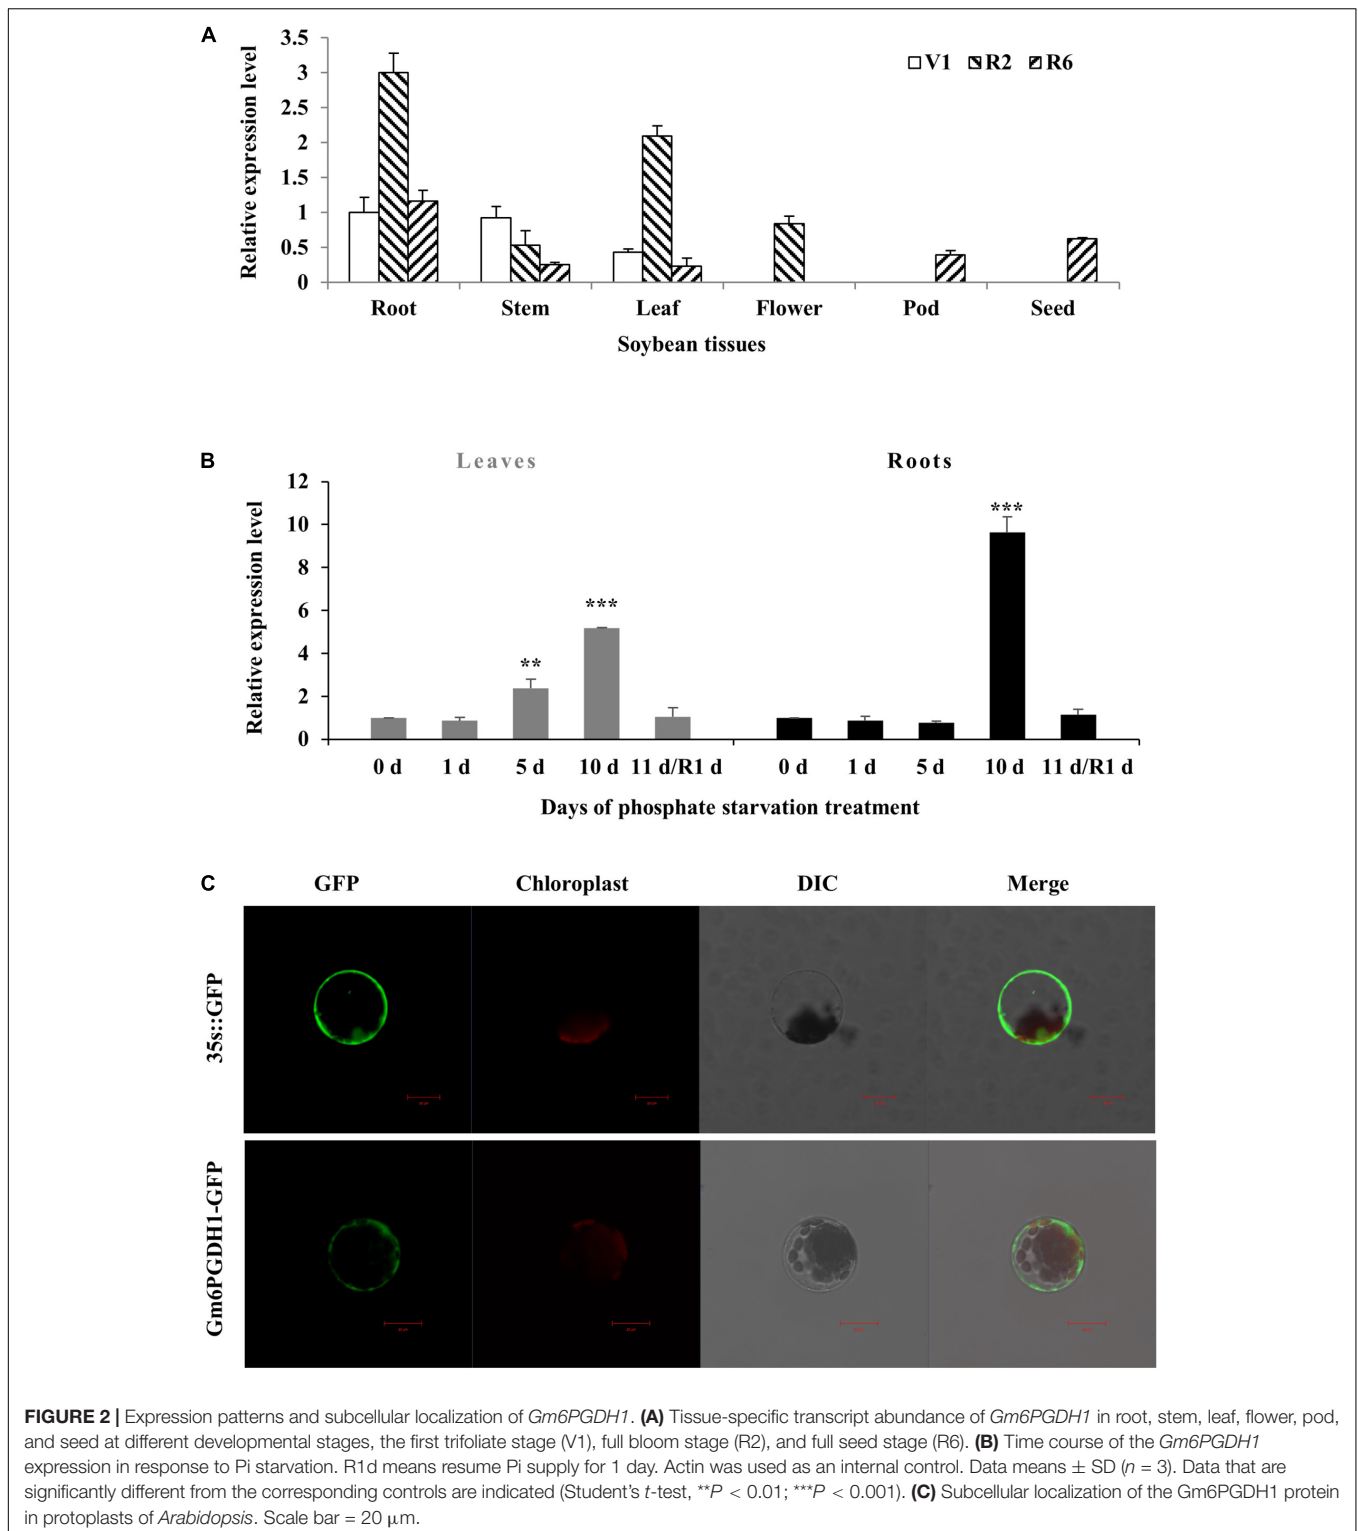 A
Relative expression level
3.5
3
2.5
2
1.5
1
0.5
0
V1 R2 R6
Root Stem Leaf Flower Pod Seed
Soybean tissues
B
Leaves Roots
Relative expression level
12
10
8
6
4
2
0
** *** ***
0 d 1 d 5 d 10 d 11 d/R1 d 0 d 1 d 5 d 10 d 11 d/R1 d
Days of phosphate starvation treatment
C
GFP Chloroplast DIC Merge
35s::GFP
Gm6PGDH1-GFP
FIGURE 2 | Expression patterns and subcellular localization of Gm6PGDH1. (A) Tissue-specific transcript abundance of Gm6PGDH1 in root, stem, leaf, flower, pod,
and seed at different developmental stages, the first trifoliate stage (V1), full bloom stage (R2), and full seed stage (R6). (B) Time course of the Gm6PGDH1
expression in response to Pi starvation. R1d means resume Pi supply for 1 day. Actin was used as an internal control. Data means ± SD (n = 3). Data that are
significantly different from the corresponding controls are indicated (Student's t-test, **P < 0.01; ***P < 0.001). (C) Subcellular localization of the Gm6PGDH1 protein
in protoplasts of Arabidopsis. Scale bar = 20 μm.